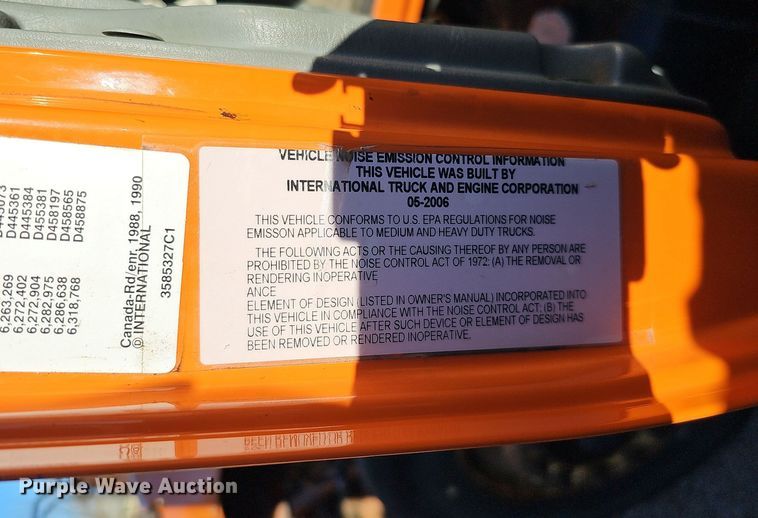 D445361
D445384
D455381
D458197
D458565
D458875
6,263,269
6,272,402
6,272,904
6,282,975
6,286,638
6,318,768
Canada-Rd/enr. 1988, 1990
© INTERNATIONAL
3585327C1
VEHICLE NOISE EMISSION CONTROL INFORMATION
THIS VEHICLE WAS BUILT BY
INTERNATIONAL TRUCK AND ENGINE CORPORATION
05-2006
THIS VEHICLE CONFORMS TO U.S. EPA REGULATIONS FOR NOISE
EMISSON APPLICABLE TO MEDIUM AND HEAVY DUTY TRUCKS.
THE FOLLOWING ACTS OR THE CAUSING THEREOF BY ANY PERSON ARE
PROHIBITED BY THE NOISE CONTROL ACT OF 1972: (A) THE REMOVAL OR
RENDERING INOPERATIVE
ANCE
ELEMENT OF DESIGN (LISTED IN OWNER'S MANUAL) INCORPORATED INTO
THIS VEHICLE IN COMPLIANCE WITH THE NOISE CONTROL ACT; (B) THE
USE OF THIS VEHICLE AFTER SUCH DEVICE OR ELEMENT OF DESIGN HAS
BEEN REMOVED OR RENDERED INOPERATIVE.
Purple Wave Auction